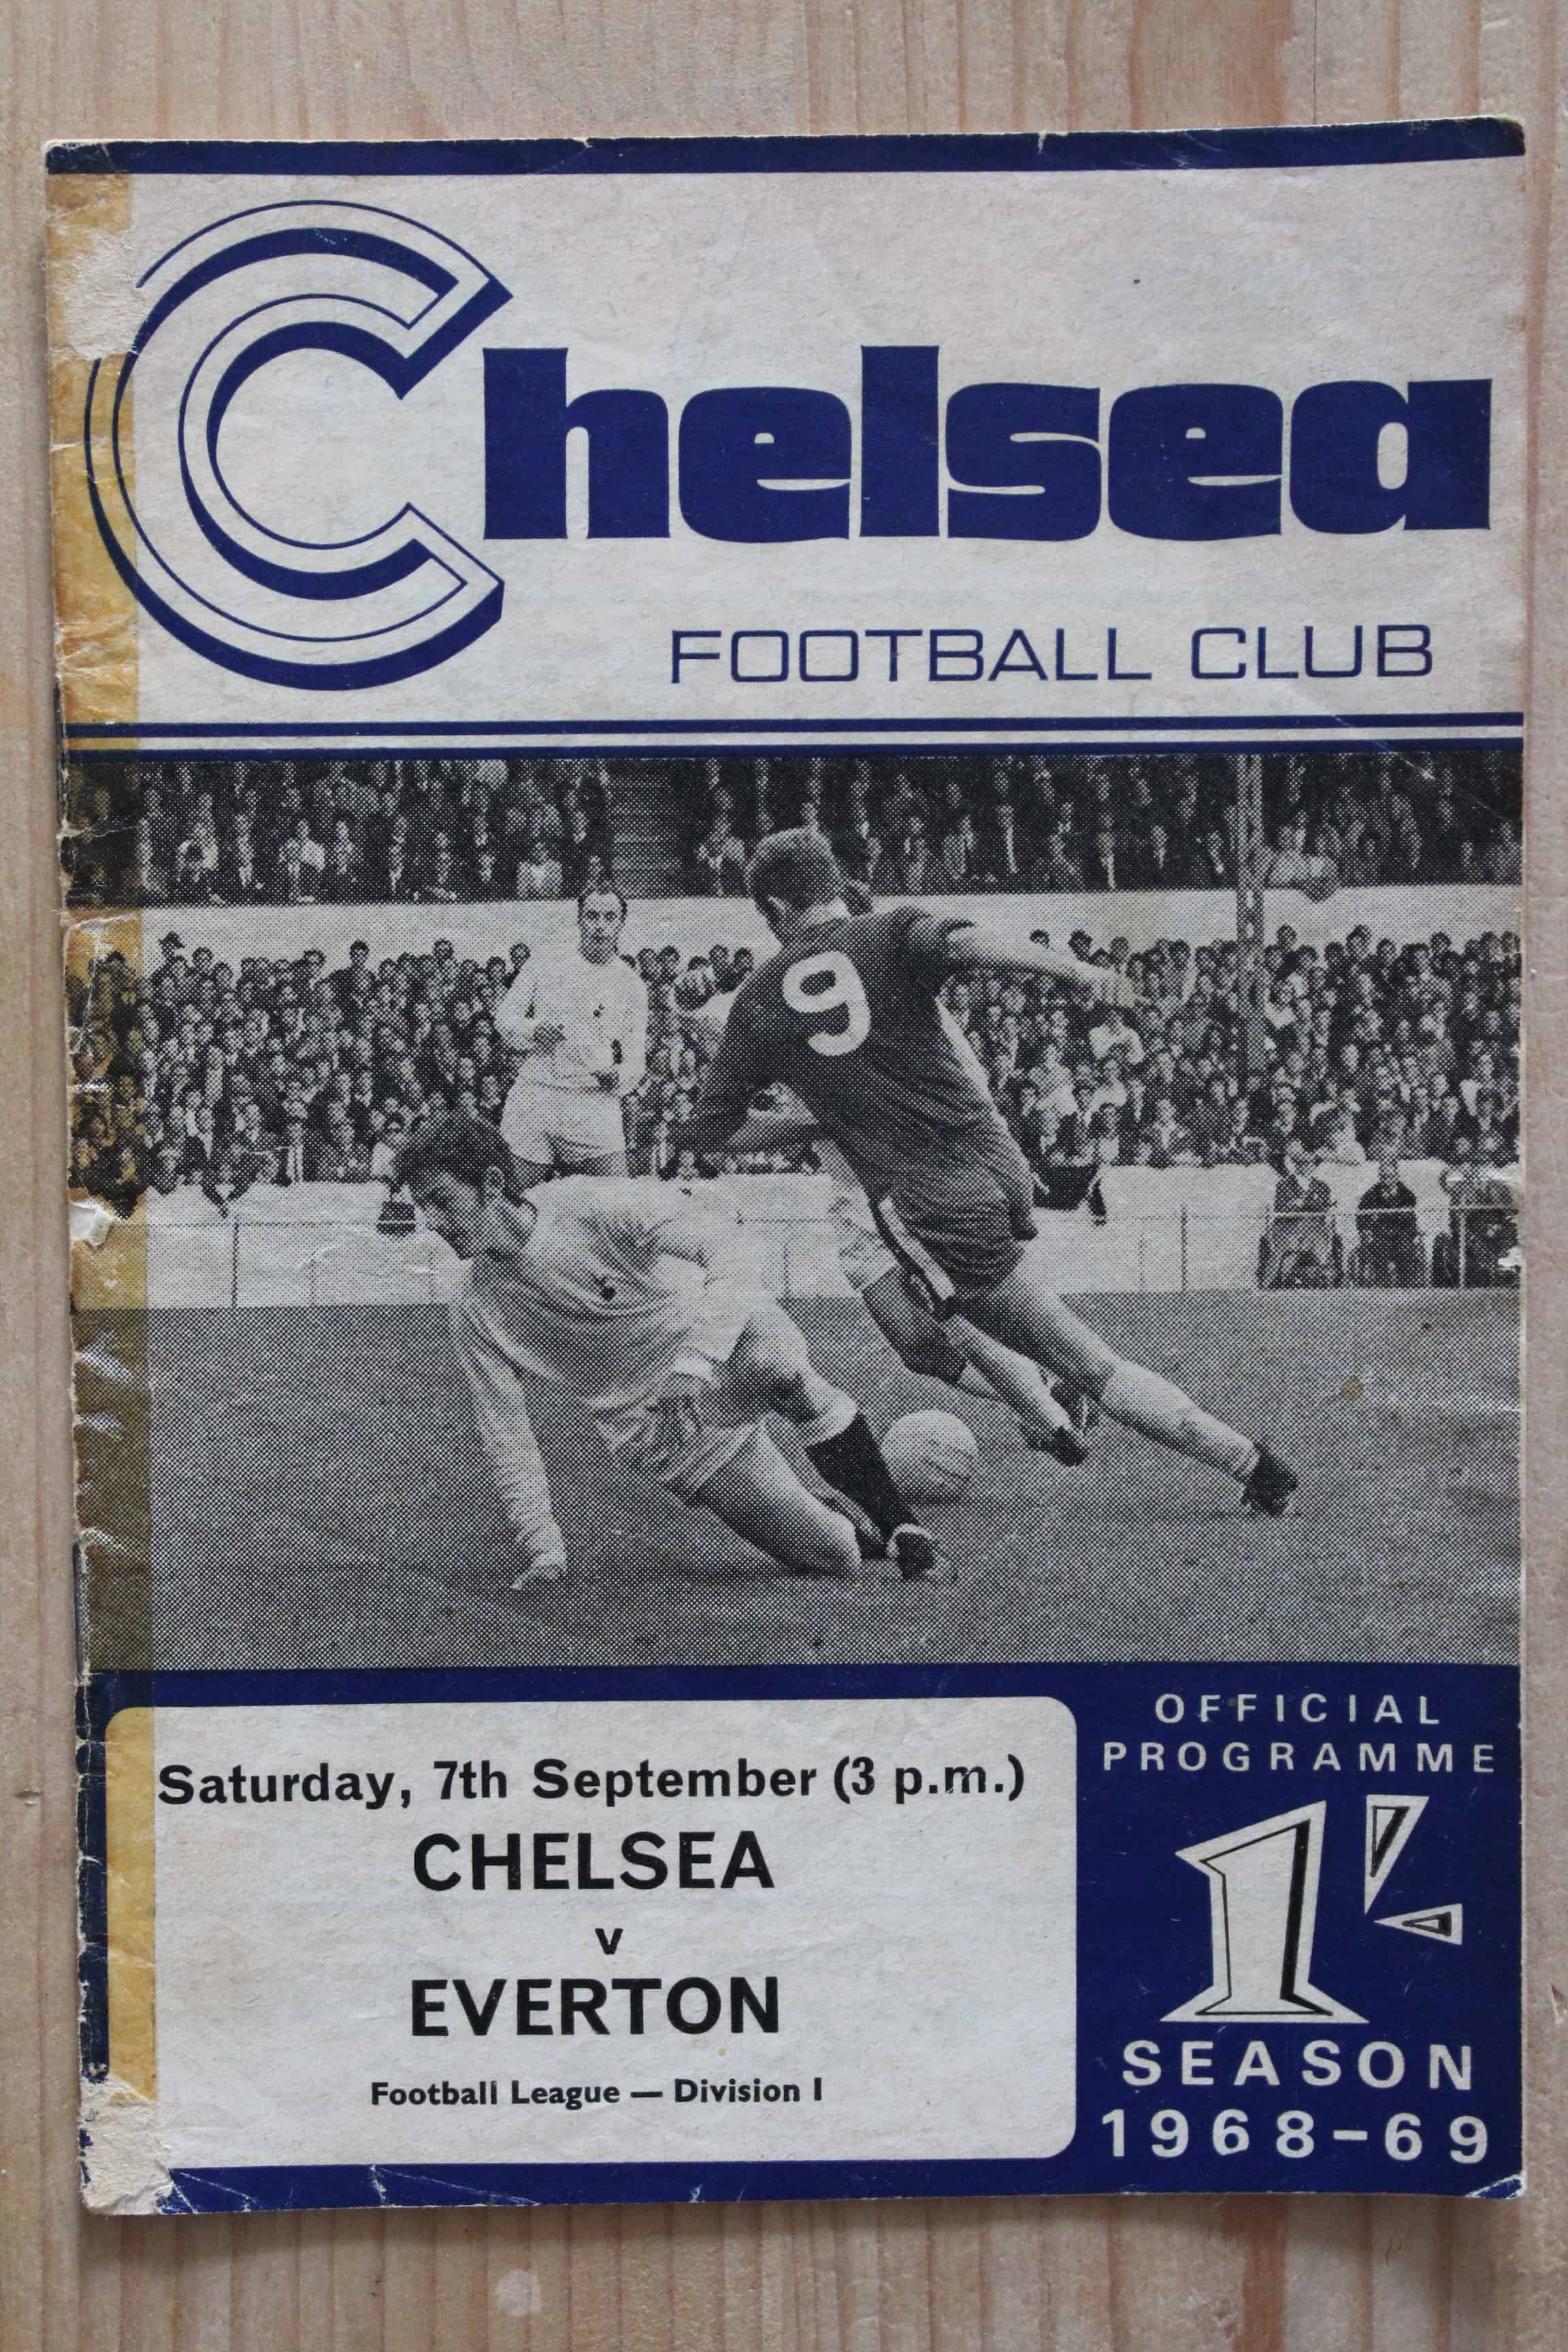 Chelsea
FOOTBALL CLUB
9
Saturday, 7th September (3 p.m.)
CHELSEA
v
EVERTON
Football League — Division I
OFFICIAL
PROGRAMME
1/-
SEASON
1968-69